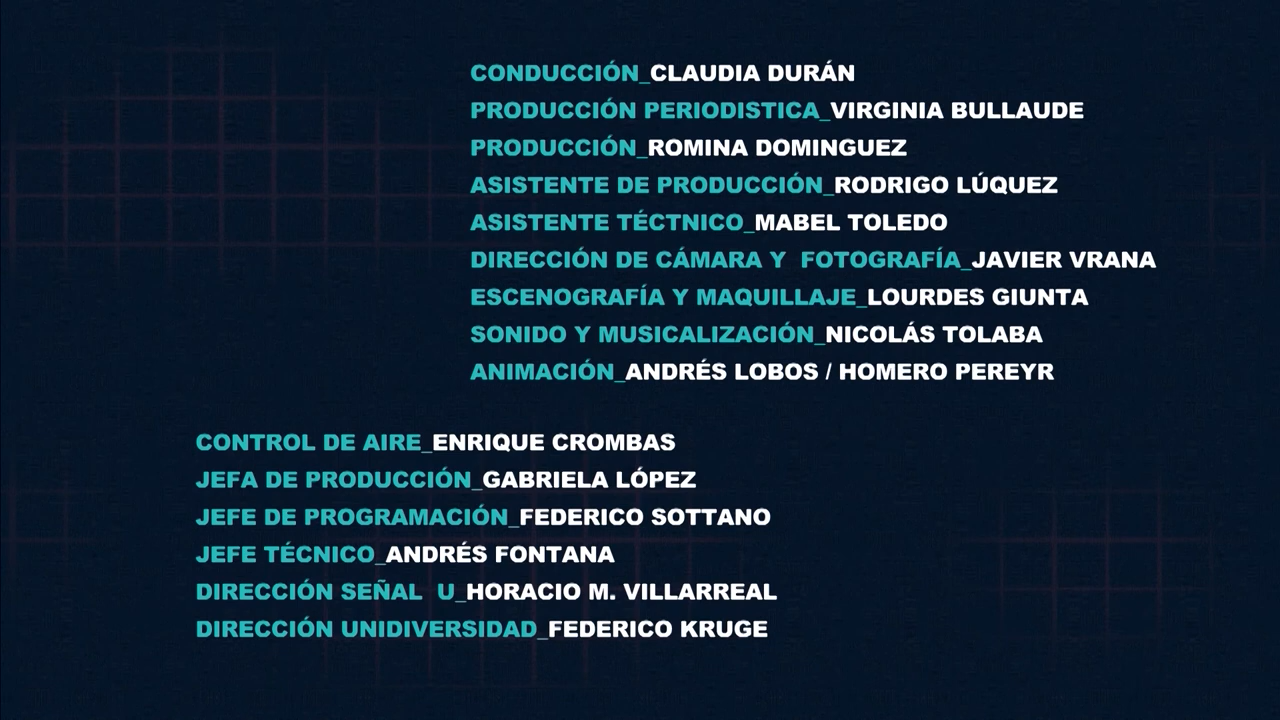 CONDUCCIÓN_CLAUDIA DURÁN
PRODUCCIÓN PERIODISTICA_VIRGINIA BULLAUDE
PRODUCCIÓN_ROMINA DOMINGUEZ
ASISTENTE DE PRODUCCIÓN_RODRIGO LÚQUEZ
ASISTENTE TÉCTNICO_MABEL TOLEDO
DIRECCIÓN DE CÁMARA Y  FOTOGRAFÍA_JAVIER VRANA
ESCENOGRAFÍA Y MAQUILLAJE_LOURDES GIUNTA
SONIDO Y MUSICALIZACIÓN_NICOLÁS TOLABA
ANIMACIÓN_ANDRÉS LOBOS / HOMERO PEREYR
CONTROL DE AIRE_ENRIQUE CROMBAS
JEFA DE PRODUCCIÓN_GABRIELA LÓPEZ
JEFE DE PROGRAMACIÓN_FEDERICO SOTTANO
JEFE TÉCNICO_ANDRÉS FONTANA
DIRECCIÓN SEÑAL  U_HORACIO M. VILLARREAL
DIRECCIÓN UNIDIVERSIDAD_FEDERICO KRUGE